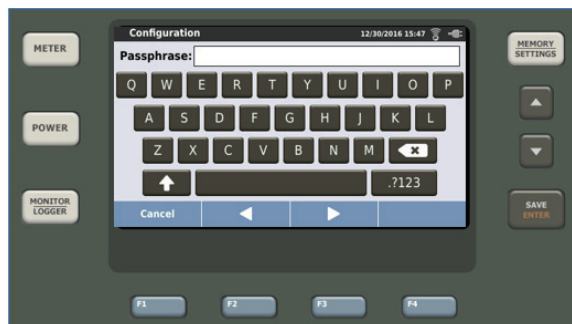 Configuration 12/30/2016 15:47
METER
MEMORY
SETTINGS
Passphrase:
Q W E R T Y U I O P
A S D F G H J K L
POWER
Z X C V B N M
.?123
MONITOR
LOGGER
Cancel
SAVE
ENTER
F1 F2 F3 F4